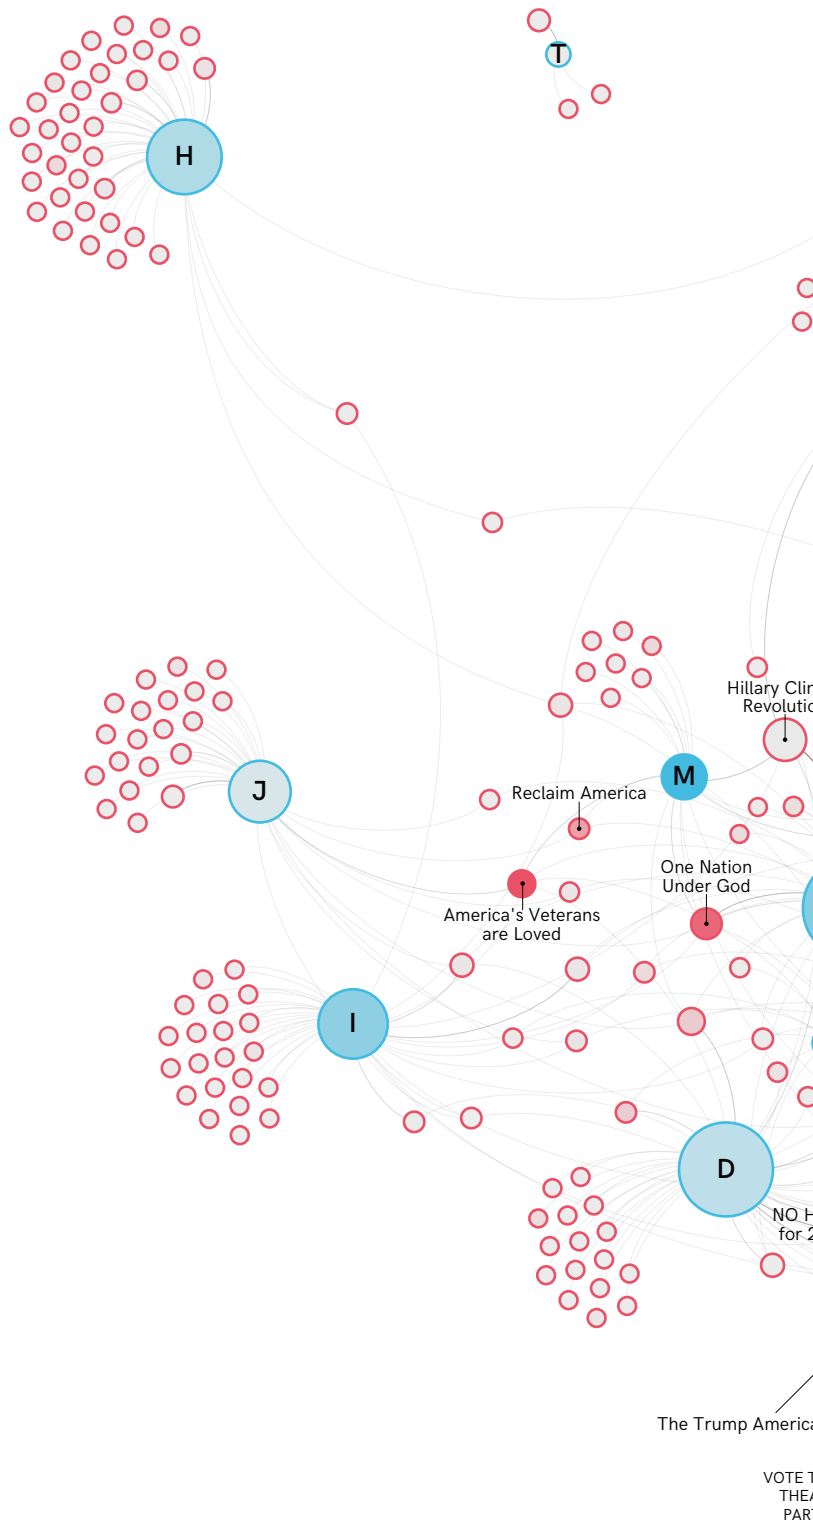 T
H
Hillary Clin
Revolutio
M
J
Reclaim America
One Nation
Under God
America's Veterans
are Loved
I
D
NO H
for 2
The Trump America
VOTE T
THEA
PART